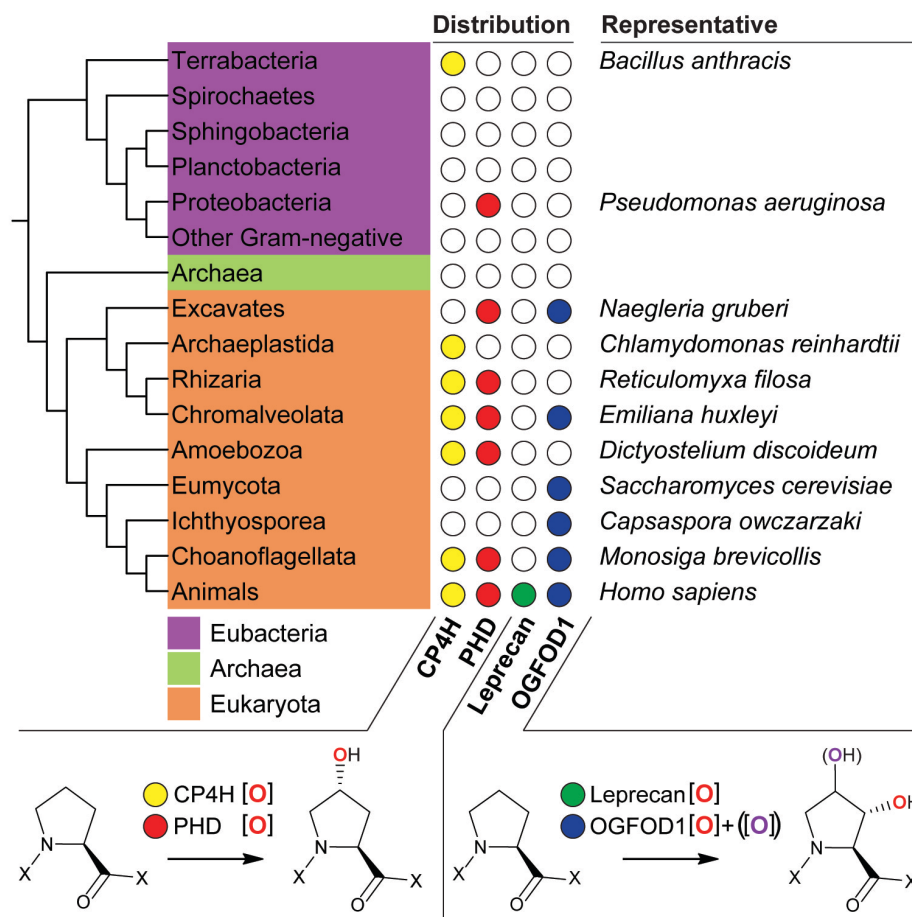 Distribution Representative
Terrabacteria Bacillus anthracis
Spirochaetes
Sphingobacteria
Planctobacteria
Proteobacteria Pseudomonas aeruginosa
Other Gram-negative
Archaea
Excavates Naegleria gruberi
Archaeplastida Chlamydomonas reinhardtii
Rhizaria Reticulomyxa filosa
Chromalveolata Emiliana huxleyi
Amoebozoa Dictyostelium discoideum
Eumycota Saccharomyces cerevisiae
Ichthyosporea Capsaspora owczarzaki
Choanoflagellata Monosiga brevicollis
Animals Homo sapiens
CP4H PHD Leprecan OGFOD1
Eubacteria
Archaea
Eukaryota
OH
CP4H [O]
PHD [O]
N
X
O
X
N
X
O
X
Leprecan [O]
OGFOD1 [O]+([O])
N
X
O
X
(OH)
OH
N
X
O
X